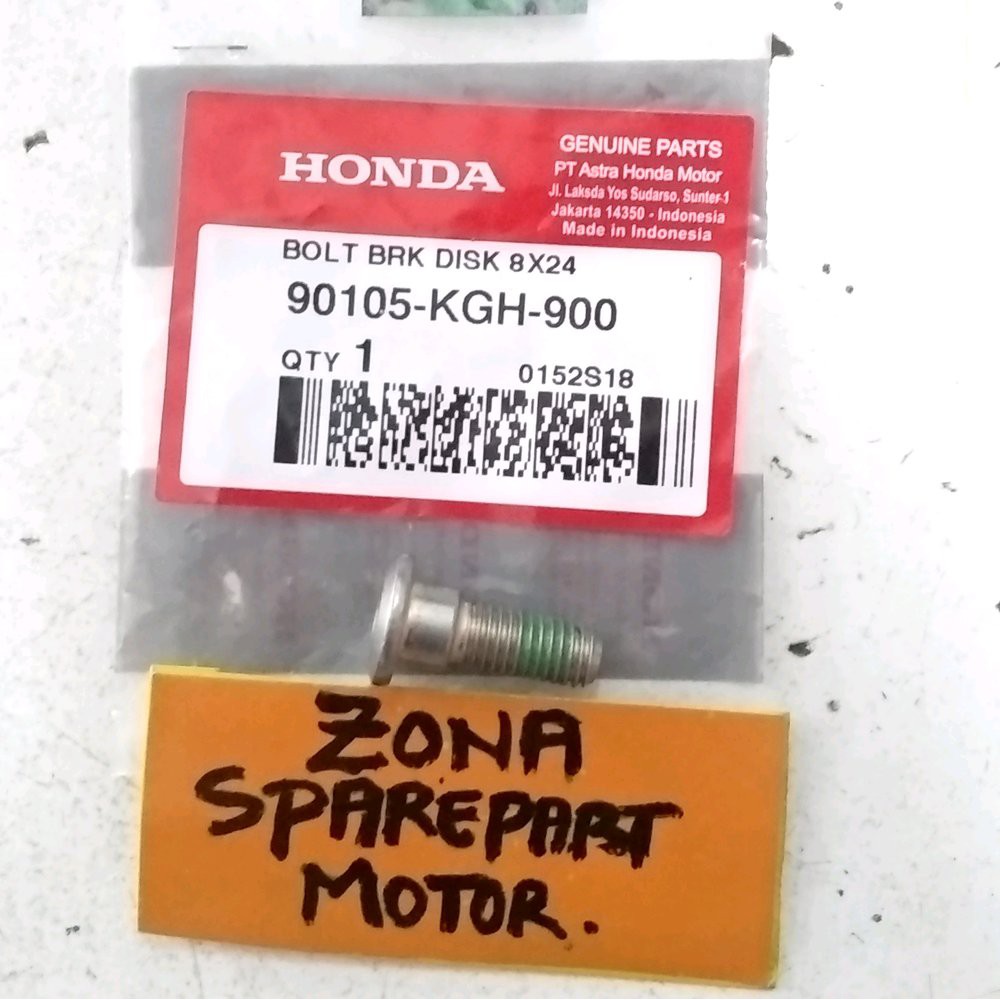 HONDA
GENUINE PARTS
PT Astra Honda Motor
Jl. Laksda Yos Sudarso, Sunter-1
Jakarta 14350 - Indonesia
Made in Indonesia
BOLT BRK DISK 8X24
90105-KGH-900
QTY 1
0152S18
ZONA
SPAREPART
MOTOR.